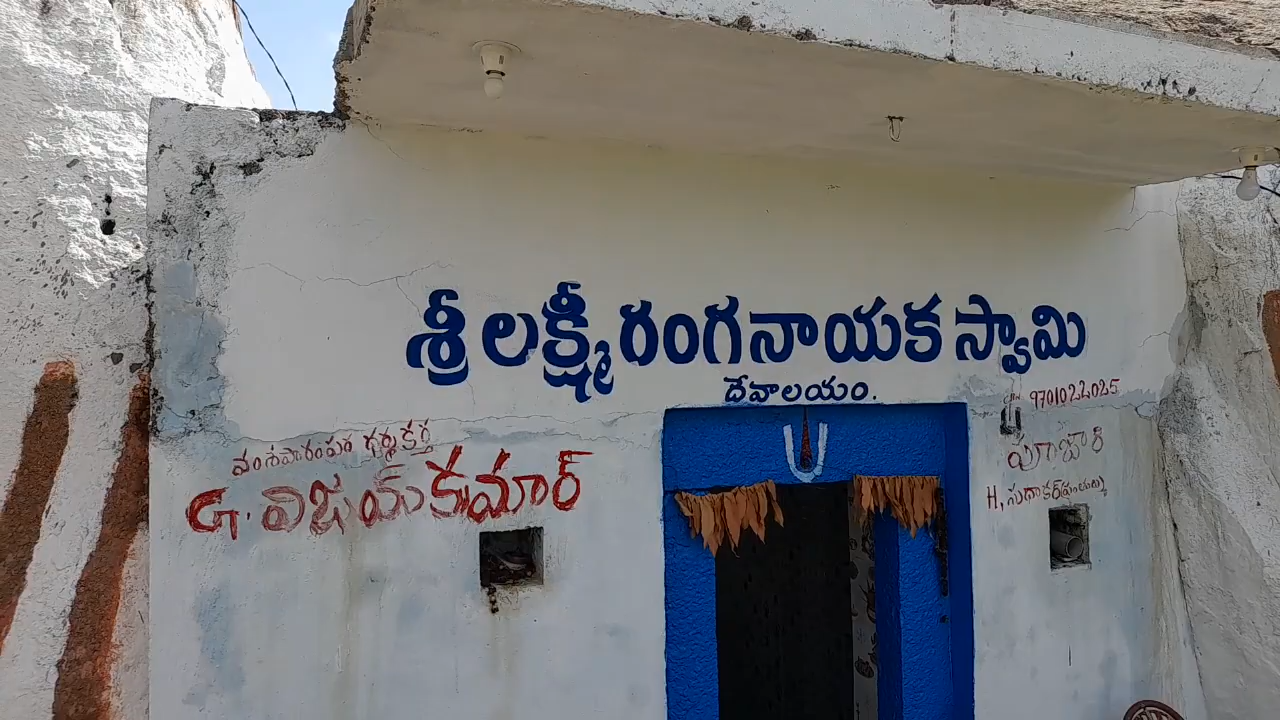 శ్రీ లక్ష్మీ రంగనాయక స్వామి
దేవాలయం.
వంశపారంపర ధర్మకర్త
G. విజయ్ కుమార్
9701022025
పూజారి
H, సుధాకర్